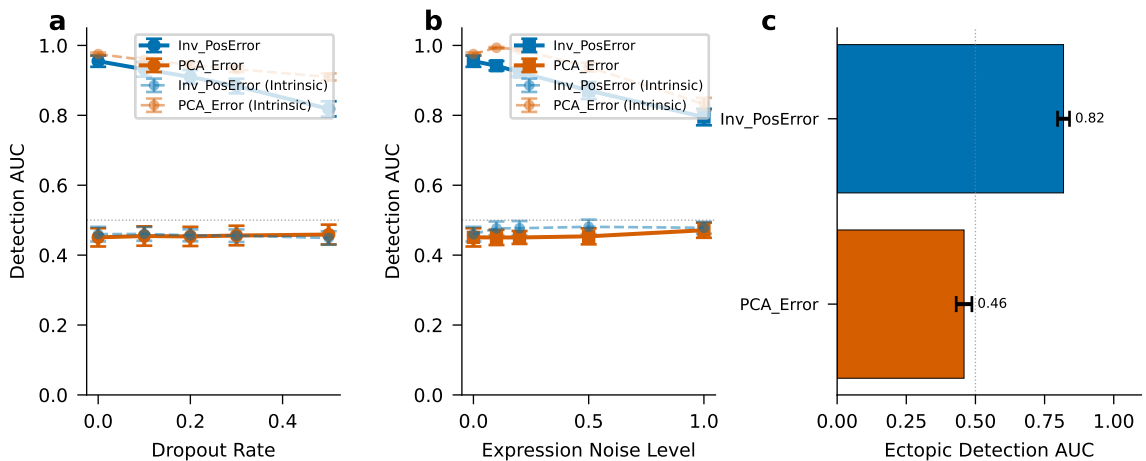 a
1.0
0.8
0.6
0.4
0.2
0.0
Detection AUC
0.0
0.2
0.4
Dropout Rate
Inv_PosError
PCA_Error
Inv_PosError (Intrinsic)
PCA_Error (Intrinsic)
b
1.0
0.8
0.6
0.4
0.2
0.0
Detection AUC
0.0
0.5
1.0
Expression Noise Level
Inv_PosError
PCA_Error
Inv_PosError (Intrinsic)
PCA_Error (Intrinsic)
c
Inv_PosError
0.82
PCA_Error
0.46
0.00
0.25
0.50
0.75
1.00
Ectopic Detection AUC